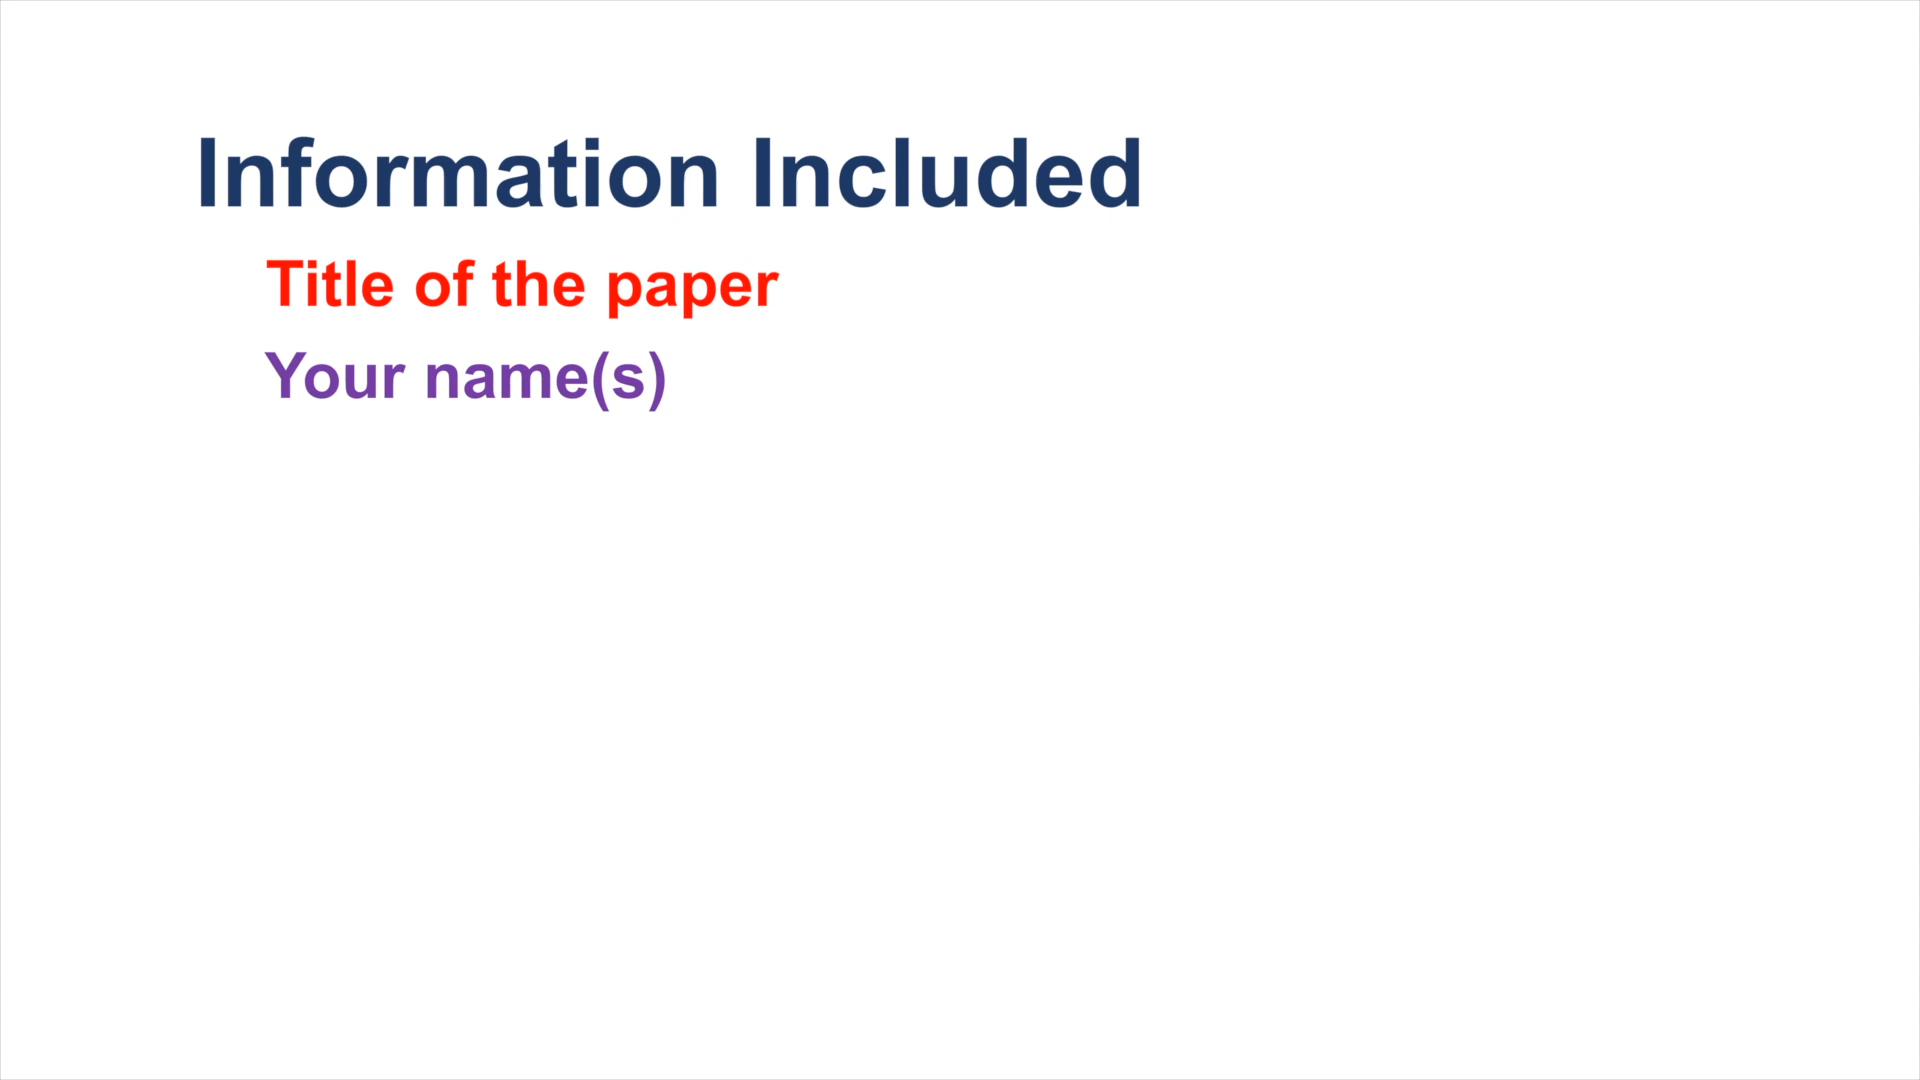 Information Included
Title of the paper
Your name(s)